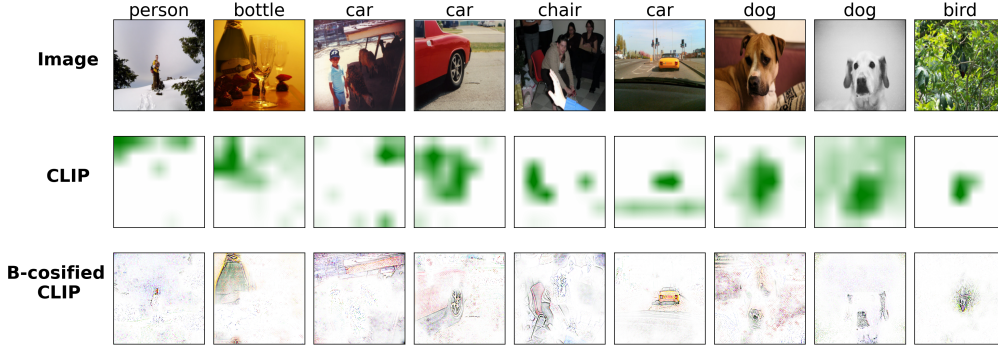 person bottle car car chair car dog dog bird
Image
CLIP
B-cosified
CLIP